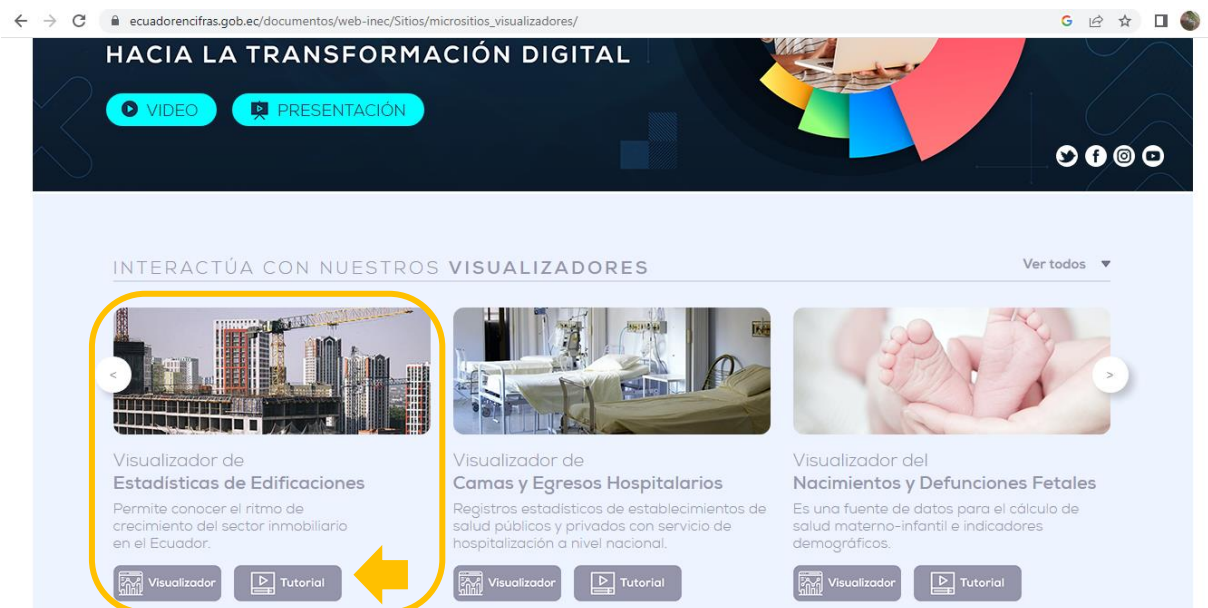 ecuadorencifras.gob.ec/documentos/web-inec/Sitios/micrositios_visualizadores/
HACIA LA TRANSFORMACIÓN DIGITAL
VIDEO
PRESENTACIÓN
INTERACTÚA CON NUESTROS VISUALIZADORES
Ver todos
Visualizador de
Estadísticas de Edificaciones
Permite conocer el ritmo de
crecimiento del sector inmobiliario
en el Ecuador.
Visualizador
Tutorial
Visualizador de
Camas y Egresos Hospitalarios
Registros estadísticos de establecimientos de
salud públicos y privados con servicio de
hospitalización a nivel nacional.
Visualizador
Tutorial
Visualizador del
Nacimientos y Defunciones Fetales
Es una fuente de datos para el cálculo de
salud materno-infantil e indicadores
demográficos.
Visualizador
Tutorial